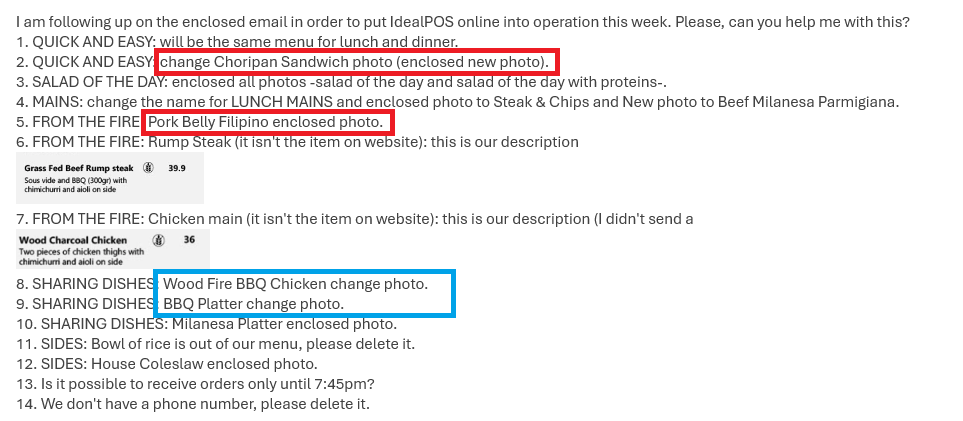 I am following up on the enclosed email in order to put IdealPOS online into operation this week. Please, can you help me with this?
1. QUICK AND EASY: will be the same menu for lunch and dinner.
2. QUICK AND EASY: change Choripan Sandwich photo (enclosed new photo).
3. SALAD OF THE DAY: enclosed all photos -salad of the day and salad of the day with proteins-.
4. MAINS: change the name for LUNCH MAINS and enclosed photo to Steak & Chips and New photo to Beef Milanesa Parmigiana.
5. FROM THE FIRE: Pork Belly Filipino enclosed photo.
6. FROM THE FIRE: Rump Steak (it isn't the item on website): this is our description
Grass Fed Beef Rump steak 39.9
Sous vide and BBQ (300gr) with
chimichurri and aioli on side
7. FROM THE FIRE: Chicken main (it isn't the item on website): this is our description (I didn't send a
Wood Charcoal Chicken 36
Two pieces of chicken thighs with
chimichurri and aioli on side
8. SHARING DISHES: Wood Fire BBQ Chicken change photo.
9. SHARING DISHES: BBQ Platter change photo.
10. SHARING DISHES: Milanesa Platter enclosed photo.
11. SIDES: Bowl of rice is out of our menu, please delete it.
12. SIDES: House Coleslaw enclosed photo.
13. Is it possible to receive orders only until 7:45pm?
14. We don't have a phone number, please delete it.